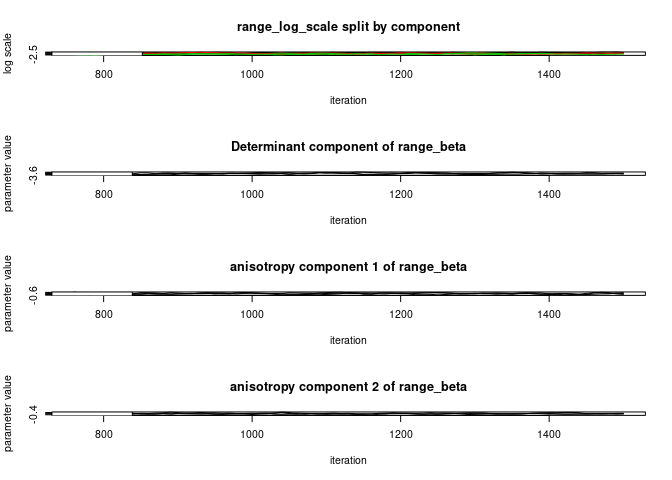 range_log_scale split by component
log scale
-2.5
800 1000 1200 1400
iteration
Determinant component of range_beta
parameter value
-3.6
800 1000 1200 1400
iteration
anisotropy component 1 of range_beta
parameter value
-0.6
800 1000 1200 1400
iteration
anisotropy component 2 of range_beta
parameter value
-0.4
800 1000 1200 1400
iteration